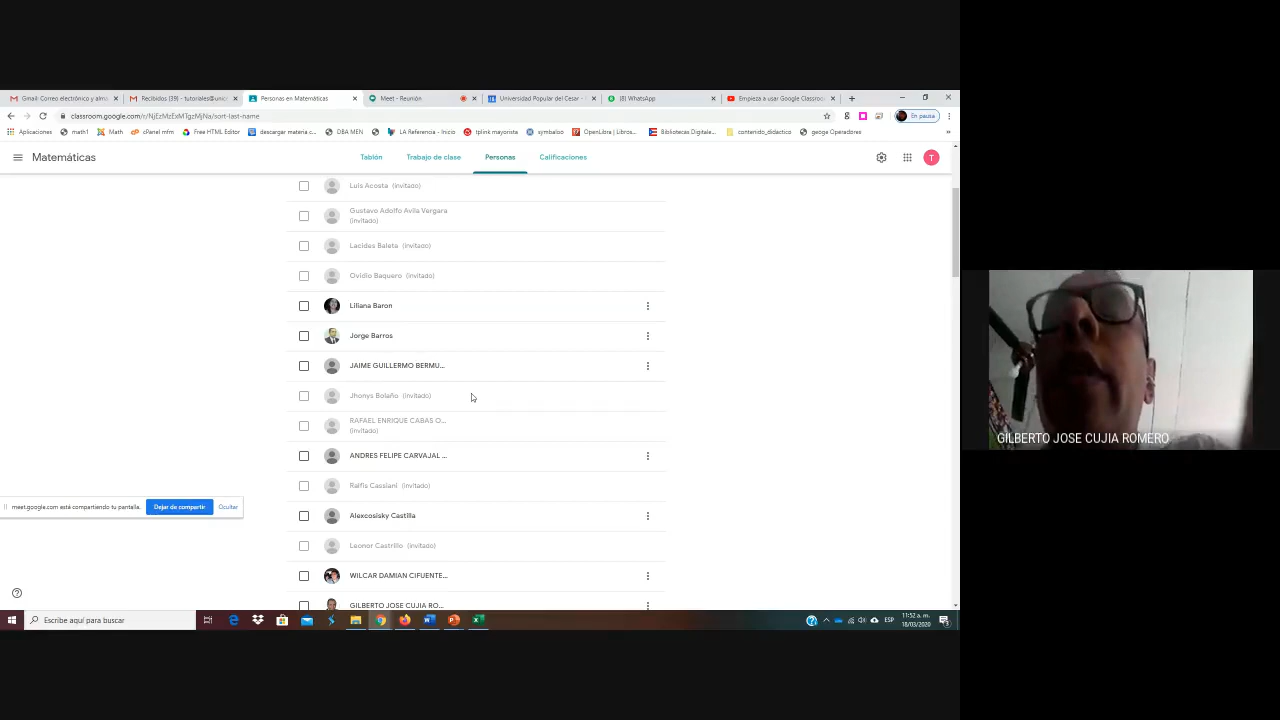 Gmail: Correo electrónico y alm
Recibidos (39) - tutoriales@unic
Personas en Matemáticas
Meet - Reunión
Universidad Popular del Cesar -
(8) WhatsApp
Empieza a usar Google Classroom
classroom.google.com/r/NjEzMzExMTgzMjNa/sort-last-name
En pausa
Aplicaciones
math1
Math
cPanel mfm
Free HTML Editor
descargar materia c...
DBA MEN
LA Referencia - Inicio
tplink mayorista
symbaloo
OpenLibra | Libros...
Bibliotecas Digitale...
contenido_didactico
geoge Operadores
Matemáticas
Tablón
Trabajo de clase
Personas
Calificaciones
T
Luis Acosta (invitado)
Gustavo Adolfo Avila Vergara
(invitado)
Lacides Baleta (invitado)
Ovidio Baquero (invitado)
Liliana Baron
Jorge Barros
JAIME GUILLERMO BERMU...
Jhonys Bolaño (invitado)
RAFAEL ENRIQUE CABAS O...
(invitado)
ANDRES FELIPE CARVAJAL ...
Ralfis Cassiani (invitado)
Alexcosisky Castilla
Leonor Castrillo (invitado)
WILCAR DAMIAN CIFUENTE...
GILBERTO JOSE CUJIA RO...
meet.google.com está compartiendo tu pantalla.
Dejar de compartir
Ocultar
GILBERTO JOSE CUJIA ROMERO
Escribe aquí para buscar
ESP
11:52 a. m.
18/03/2020